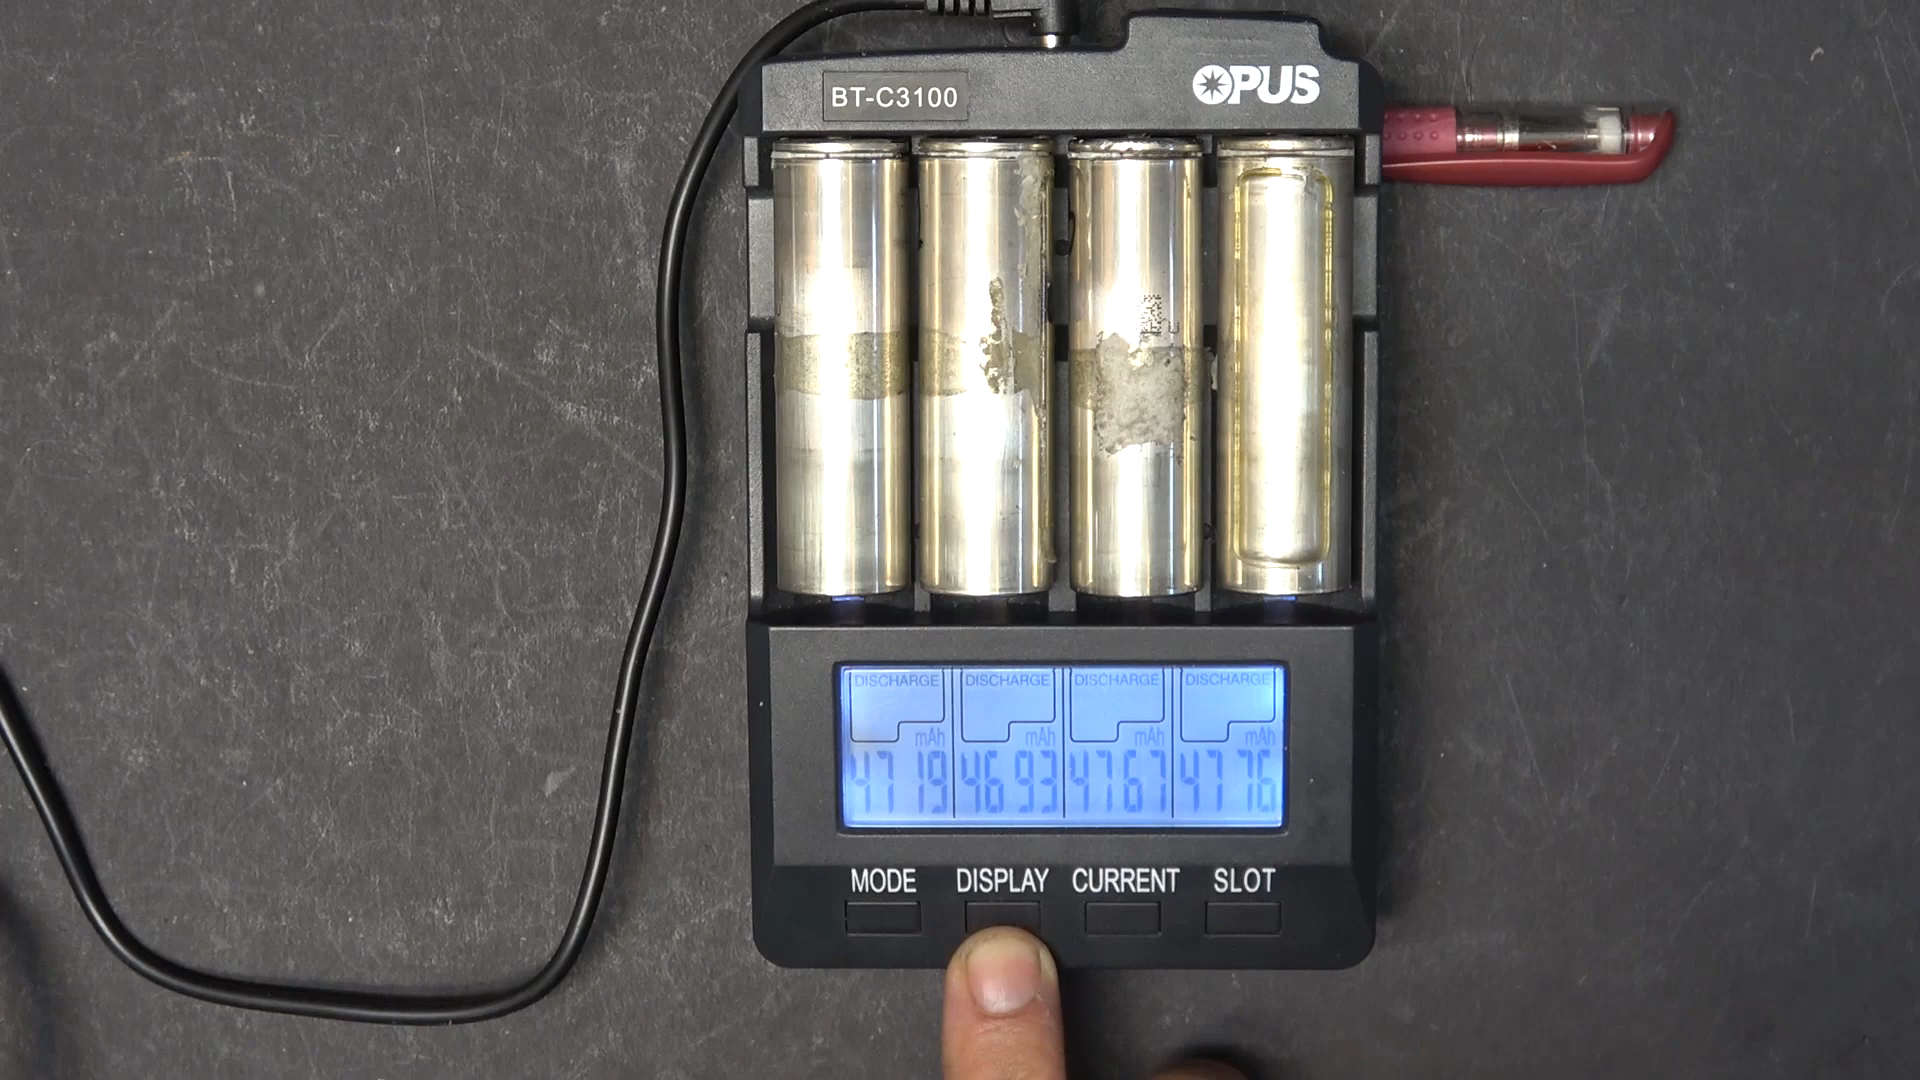 BT-C3100
OPUS
DISCHARGE DISCHARGE DISCHARGE DISCHARGE
mAh mAh mAh mAh
4719 4693 4767 4776
MODE DISPLAY CURRENT SLOT